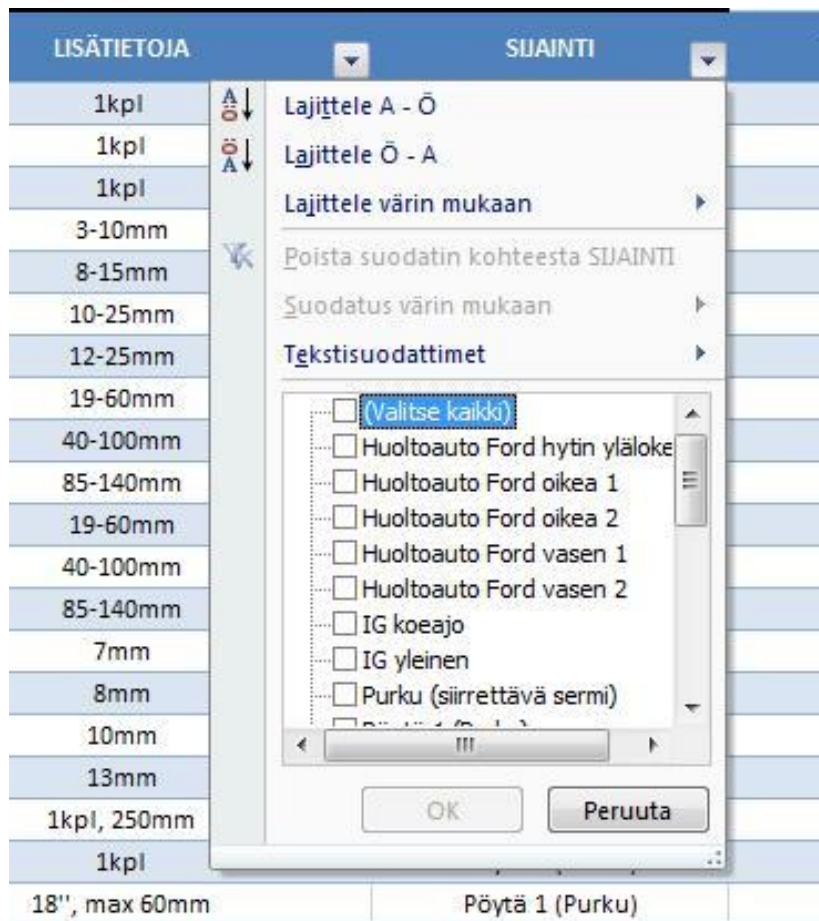 LISÄTIETOJA SIJAINTI
1kpl
1kpl
1kpl
3-10mm
8-15mm
10-25mm
12-25mm
19-60mm
40-100mm
85-140mm
19-60mm
40-100mm
85-140mm
7mm
8mm
10mm
13mm
1kpl, 250mm
1kpl
18'', max 60mm Pöytä 1 (Purku)
Lajittele A - Ö
Lajittele Ö - A
Lajittele värin mukaan
Poista suodatin kohteesta SIJAINTI
Suodatus värin mukaan
Tekstisuodattimet
(Valitse kaikki)
Huoltoauto Ford hytin yläloke
Huoltoauto Ford oikea 1
Huoltoauto Ford oikea 2
Huoltoauto Ford vasen 1
Huoltoauto Ford vasen 2
IG koeajo
IG yleinen
Purku (siirrettävä sermi)
OK Peruuta